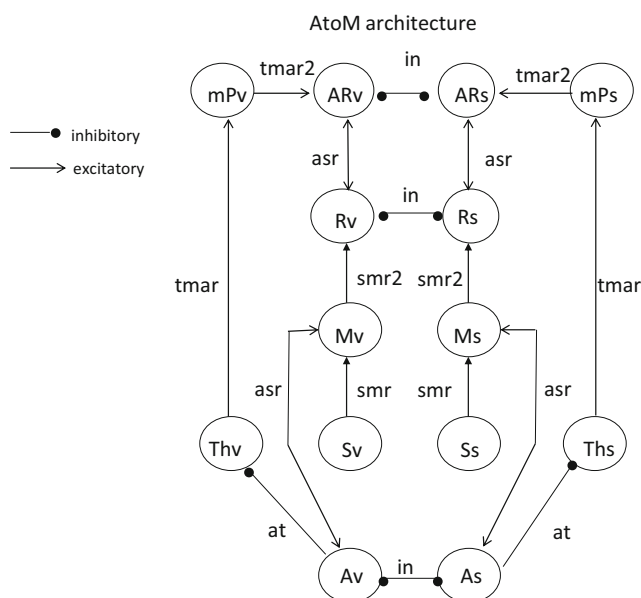 AtoM architecture
in
tmar2
tmar2
mPv
ARv
ARs
mPs
inhibitory
excitatory
asr
asr
in
Rv
Rs
smr2
smr2
tmar
tmar
Mv
Ms
asr
smr
smr
asr
Thv
Sv
Ss
Ths
at
at
in
Av
As